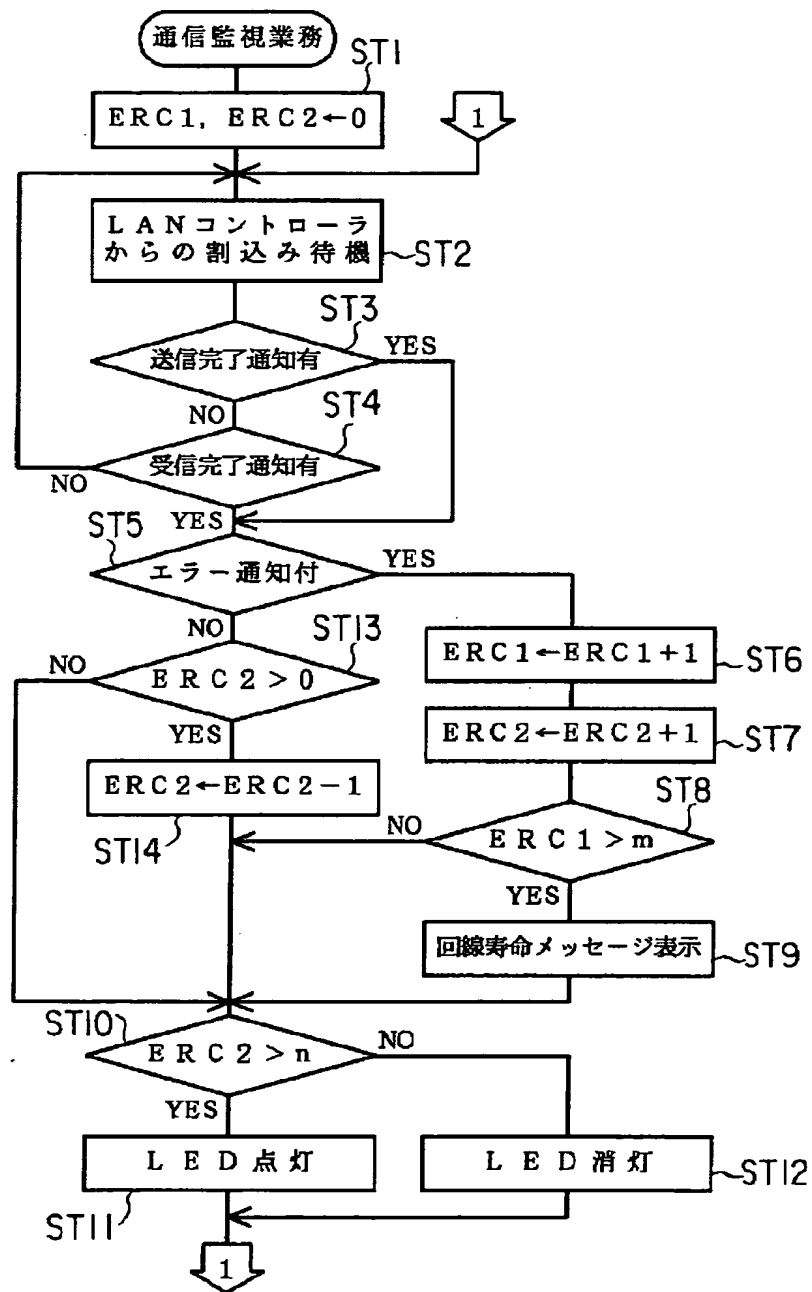 通信監視業務
ST1
ERC1, ERC2←0
1
LANコントローラ
からの割込み待機
ST2
ST3
送信完了通知有
YES
NO
ST4
受信完了通知有
NO
YES
ST5
エラー通知付
YES
NO
ST13
ERC2>0
NO
YES
ERC1←ERC1+1
ST6
ERC2←ERC2+1
ST7
ERC2←ERC2-1
ST14
ST8
ERC1>m
NO
YES
回線寿命メッセージ表示
ST9
ST10
ERC2>n
NO
YES
LED点灯
ST11
LED消灯
ST12
1